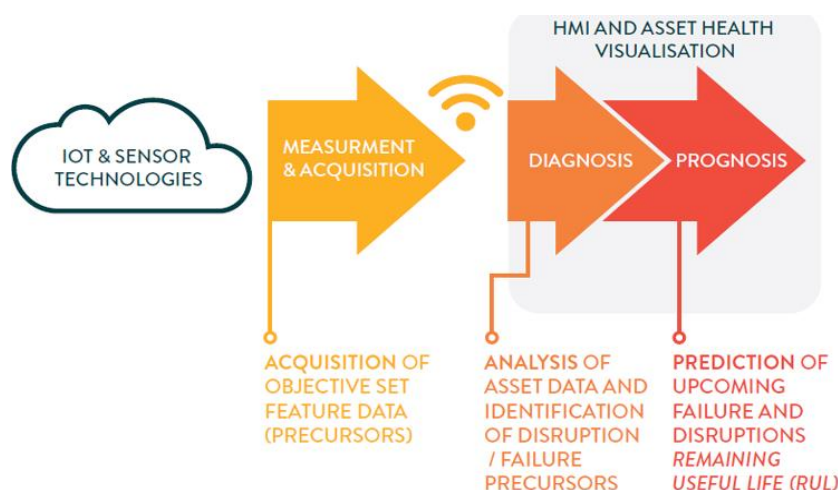 HMI AND ASSET HEALTH
VISUALISATION
IOT & SENSOR
TECHNOLOGIES
MEASURMENT
& ACQUISITION
DIAGNOSIS
PROGNOSIS
ACQUISITION OF
OBJECTIVE SET
FEATURE DATA
(PRECURSORS)
ANALYSIS OF
ASSET DATA AND
IDENTIFICATION
OF DISRUPTION
/ FAILURE
PRECURSORS
PREDICTION OF
UPCOMING
FAILURE AND
DISRUPTIONS
REMAINING
USEFUL LIFE (RUL)